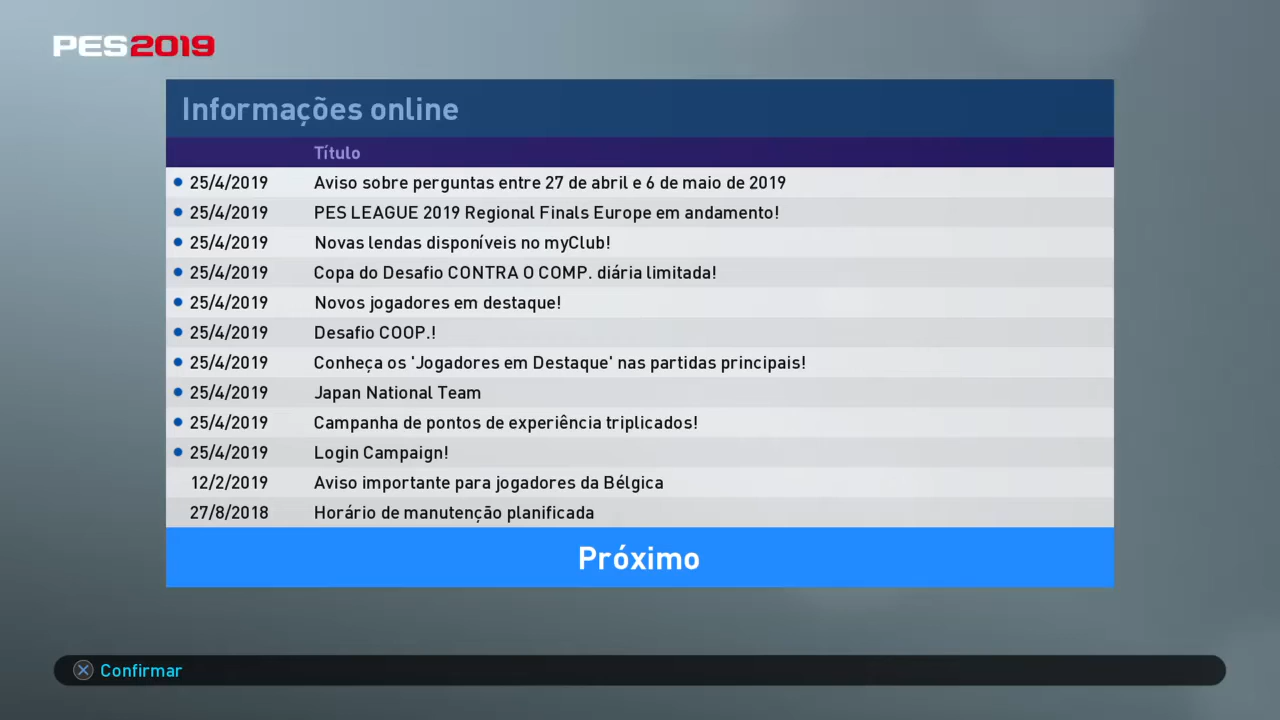 PES2019
Informações online
Título
25/4/2019 Aviso sobre perguntas entre 27 de abril e 6 de maio de 2019
25/4/2019 PES LEAGUE 2019 Regional Finals Europe em andamento!
25/4/2019 Novas lendas disponíveis no myClub!
25/4/2019 Copa do Desafio CONTRA O COMP. diária limitada!
25/4/2019 Novos jogadores em destaque!
25/4/2019 Desafio COOP.!
25/4/2019 Conheça os 'Jogadores em Destaque' nas partidas principais!
25/4/2019 Japan National Team
25/4/2019 Campanha de pontos de experiência triplicados!
25/4/2019 Login Campaign!
12/2/2019 Aviso importante para jogadores da Bélgica
27/8/2018 Horário de manutenção planificada
Próximo
Confirmar